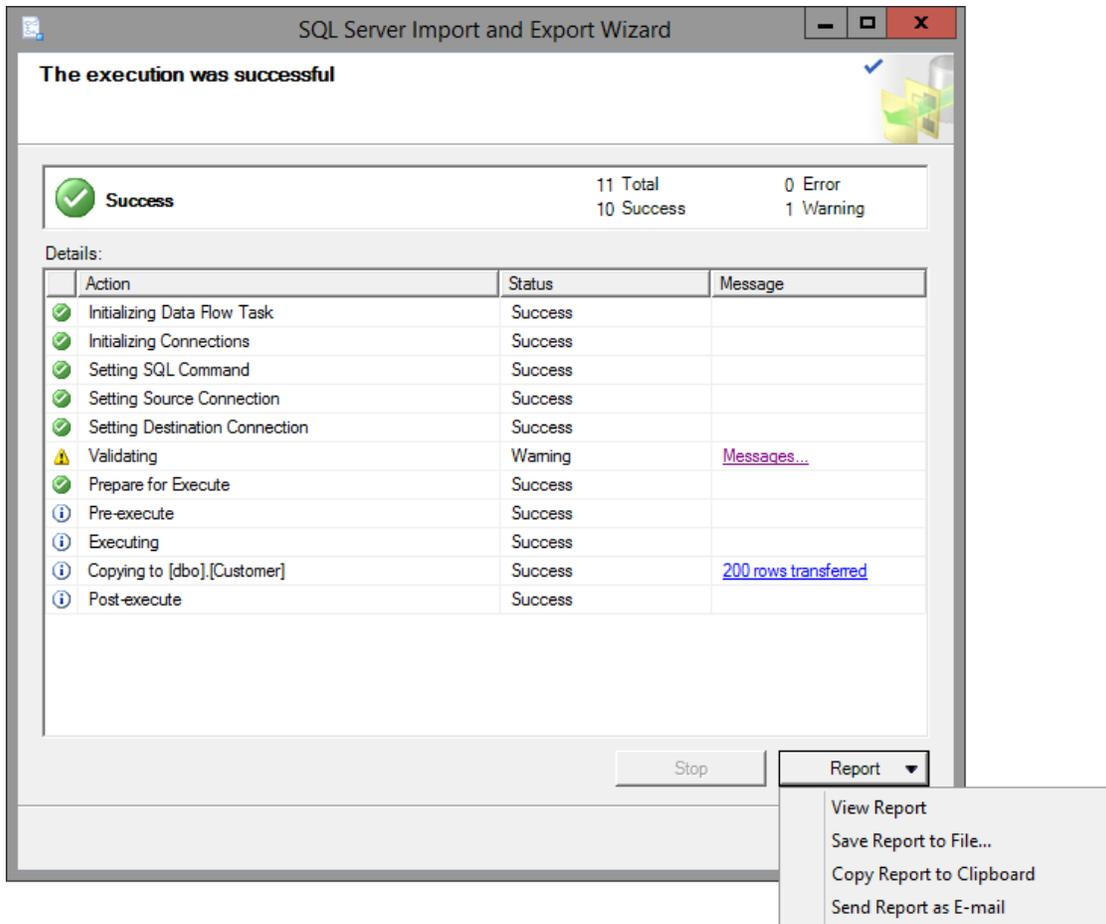 SQL Server Import and Export Wizard
The execution was successful
Success
11 Total
0 Error
10 Success
1 Warning
Details:
Action Status Message
Initializing Data Flow Task Success
Initializing Connections Success
Setting SQL Command Success
Setting Source Connection Success
Setting Destination Connection Success
Validating Warning Messages...
Prepare for Execute Success
Pre-execute Success
Executing Success
Copying to [dbo].[Customer] Success 200 rows transferred
Post-execute Success
Stop Report
View Report
Save Report to File...
Copy Report to Clipboard
Send Report as E-mail